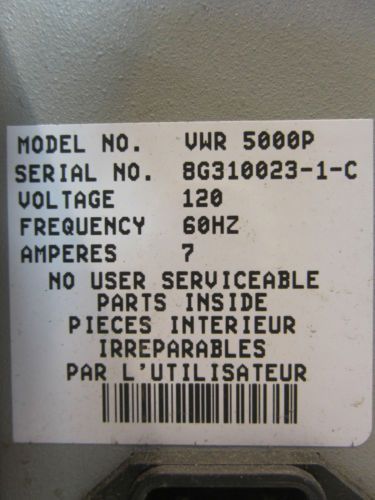 MODEL NO. VWR 5000P
SERIAL NO. 8G310023-1-C
VOLTAGE 120
FREQUENCY 60HZ
AMPERES 7
NO USER SERVICEABLE
PARTS INSIDE
PIECES INTERIEUR
IRREPARABLES
PAR L'UTILISATEUR